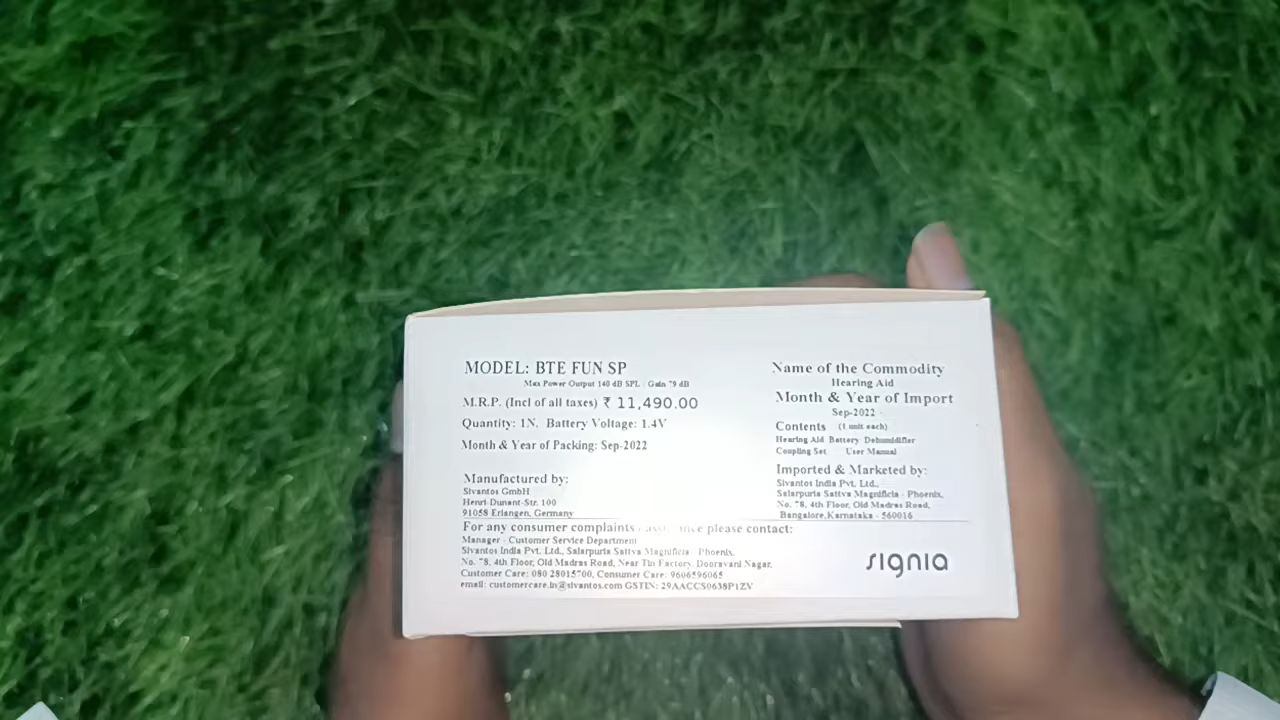 MODEL: BTE FUN SP
Max Power Output 140 dB SPL Gain 79 dB
M.R.P. (Incl of all taxes) ₹ 11,490.00
Quantity: 1N. Battery Voltage: 1.4V
Month & Year of Packing: Sep-2022
Manufactured by:
Sivantos GmbH
Henri-Dunant-Str. 100
91058 Erlangen, Germany
Name of the Commodity
Hearing Aid
Month & Year of Import
Sep-2022
Contents (1 unit each)
Hearing Aid Battery Dehumidifier
Coupling Set User Manual
Imported & Marketed by:
Sivantos India Pvt. Ltd.,
Salarpuria Sattva Magnificia - Phoenix,
No. 78, 4th Floor, Old Madras Road,
Bangalore,Karnataka - 560016
For any consumer complaints please contact:
Manager - Customer Service Department
Sivantos India Pvt. Ltd., Salarpuria Sattva Magnificia - Phoenix,
No. 78, 4th Floor, Old Madras Road, Near Tin Factory, Dooravani Nagar,
Customer Care: 080 28015700, Consumer Care: 9606596065
email: customercare.in@sivantos.com GSTIN: 29AACCS0638P1ZV
signia